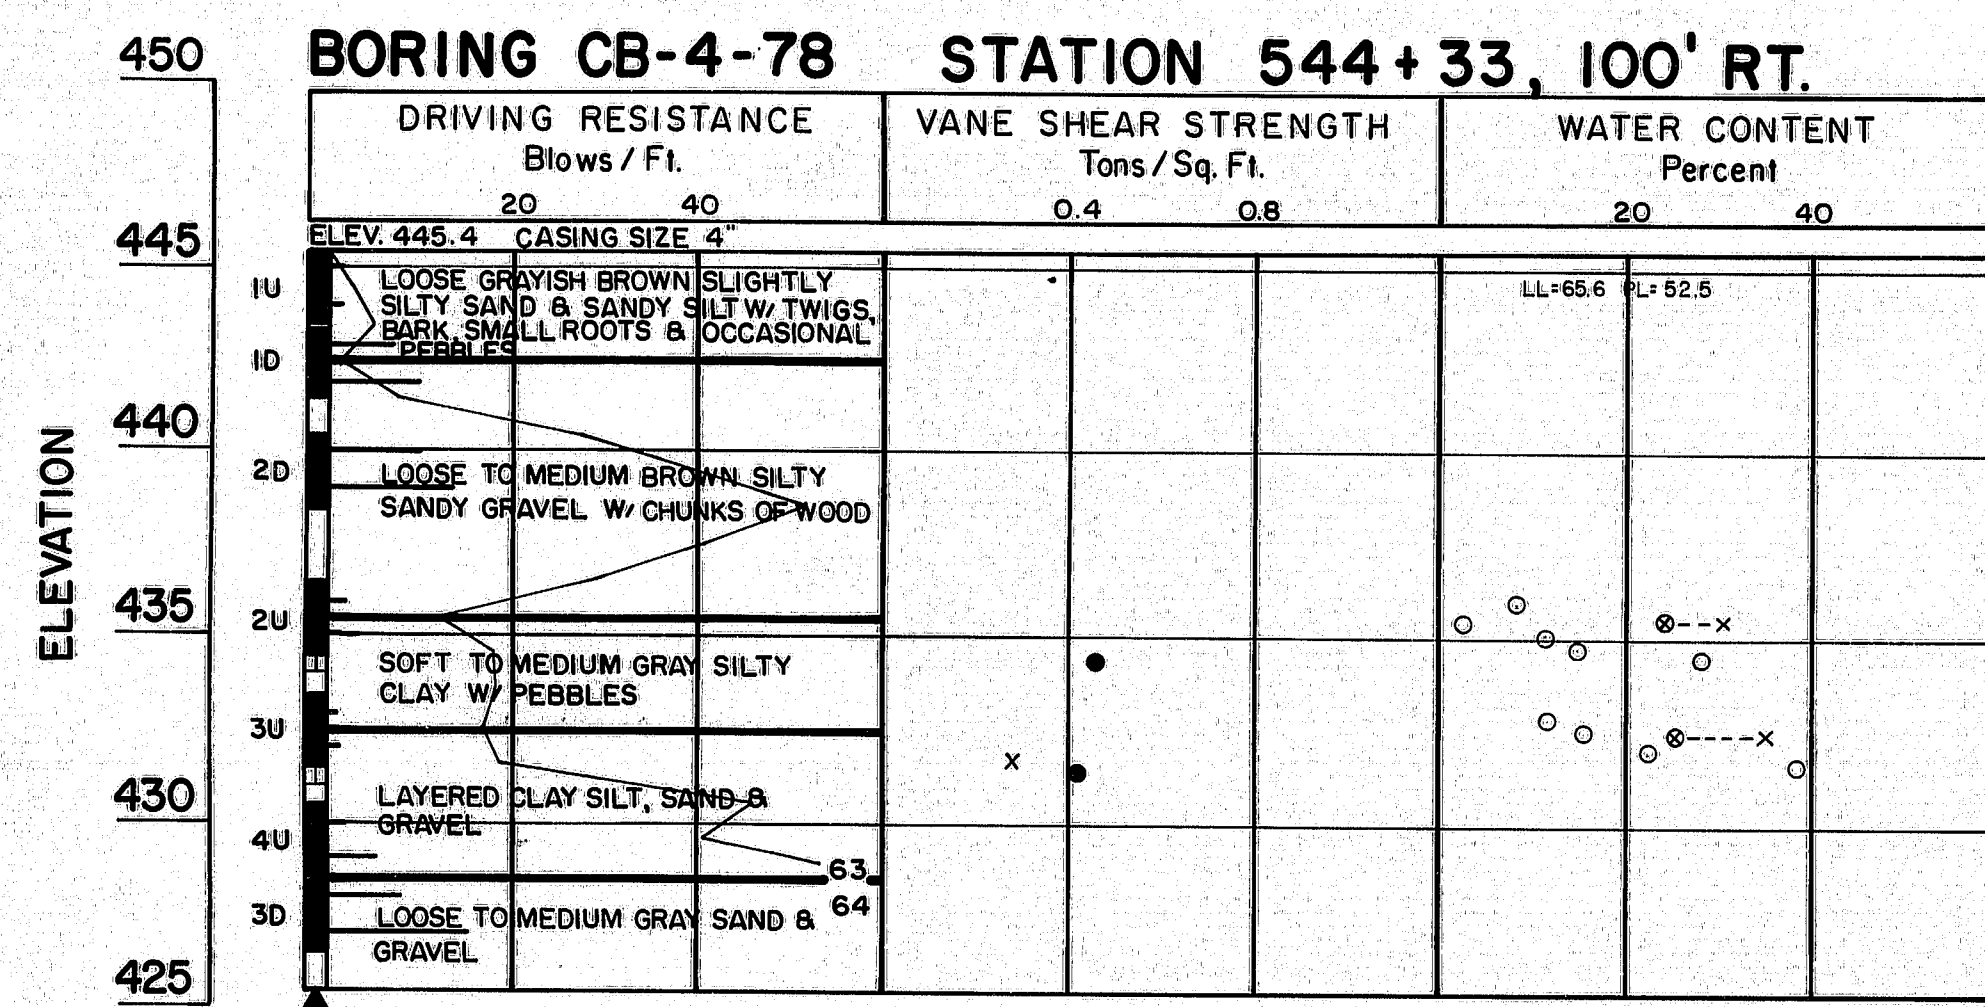 BORING CB-4-78 STATION 544+33, 100' RT.
450
DRIVING RESISTANCE
Blows / Ft.
20 40
VANE SHEAR STRENGTH
Tons / Sq. Ft.
0.4 0.8
WATER CONTENT
Percent
20 40
445
ELEV. 445.4 CASING SIZE 4"
1U
LOOSE GRAYISH BROWN SLIGHTLY
SILTY SAND & SANDY SILT W/ TWIGS,
BARK, SMALL ROOTS & OCCASIONAL
PEBBLES
LL=65.6 PL=52.5
1D
440
ELEVATION
2D
LOOSE TO MEDIUM BROWN SILTY
SANDY GRAVEL W/ CHUNKS OF WOOD
435
2U
SOFT TO MEDIUM GRAY SILTY
CLAY W/ PEBBLES
3U
430
LAYERED CLAY SILT, SAND &
GRAVEL
4U
63
64
3D
LOOSE TO MEDIUM GRAY SAND &
GRAVEL
425